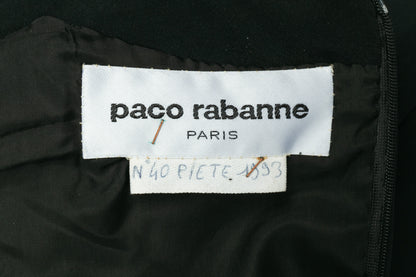 paco rabanne
PARIS
N°40 PIETE 1993